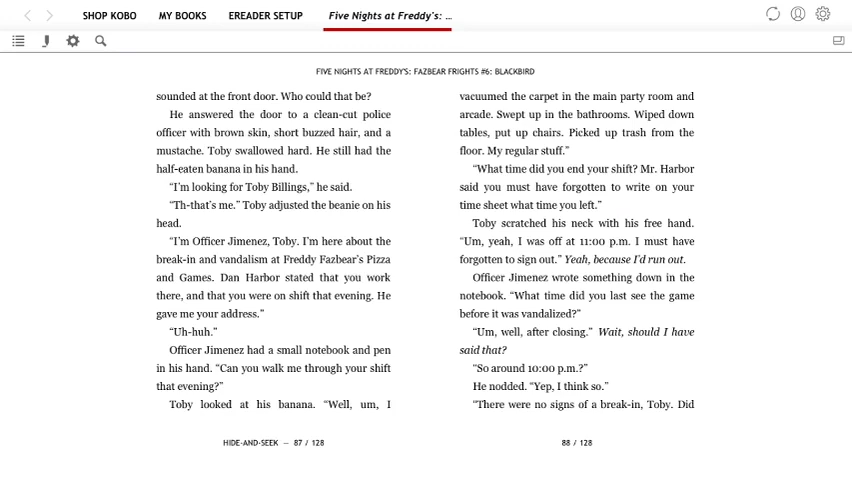 SHOP KOBO MY BOOKS EREADER SETUP Five Nights at Freddy's: ...
FIVE NIGHTS AT FREDDY'S: FAZBEAR FRIGHTS #6: BLACKBIRD
sounded at the front door. Who could that be?
He answered the door to a clean-cut police
officer with brown skin, short buzzed hair, and a
mustache. Toby swallowed hard. He still had the
half-eaten banana in his hand.
“I’m looking for Toby Billings,” he said.
“Th-that’s me.” Toby adjusted the beanie on his
head.
“I’m Officer Jimenez, Toby. I’m here about the
break-in and vandalism at Freddy Fazbear’s Pizza
and Games. Dan Harbor stated that you work
there, and that you were on shift that evening. He
gave me your address.”
“Uh-huh.”
Officer Jimenez had a small notebook and pen
in his hand. “Can you walk me through your shift
that evening?”
Toby looked at his banana. “Well, um, I
HIDE-AND-SEEK — 87 / 128
vacuumed the carpet in the main party room and
arcade. Swept up in the bathrooms. Wiped down
tables, put up chairs. Picked up trash from the
floor. My regular stuff.”
“What time did you end your shift? Mr. Harbor
said you must have forgotten to write on your
time sheet what time you left.”
Toby scratched his neck with his free hand.
“Um, yeah, I was off at 11:00 p.m. I must have
forgotten to sign out.” Yeah, because I’d run out.
Officer Jimenez wrote something down in the
notebook. “What time did you last see the game
before it was vandalized?”
“Um, well, after closing.” Wait, should I have
said that?
“So around 10:00 p.m.?”
He nodded. “Yep, I think so.”
“There were no signs of a break-in, Toby. Did
88 / 128